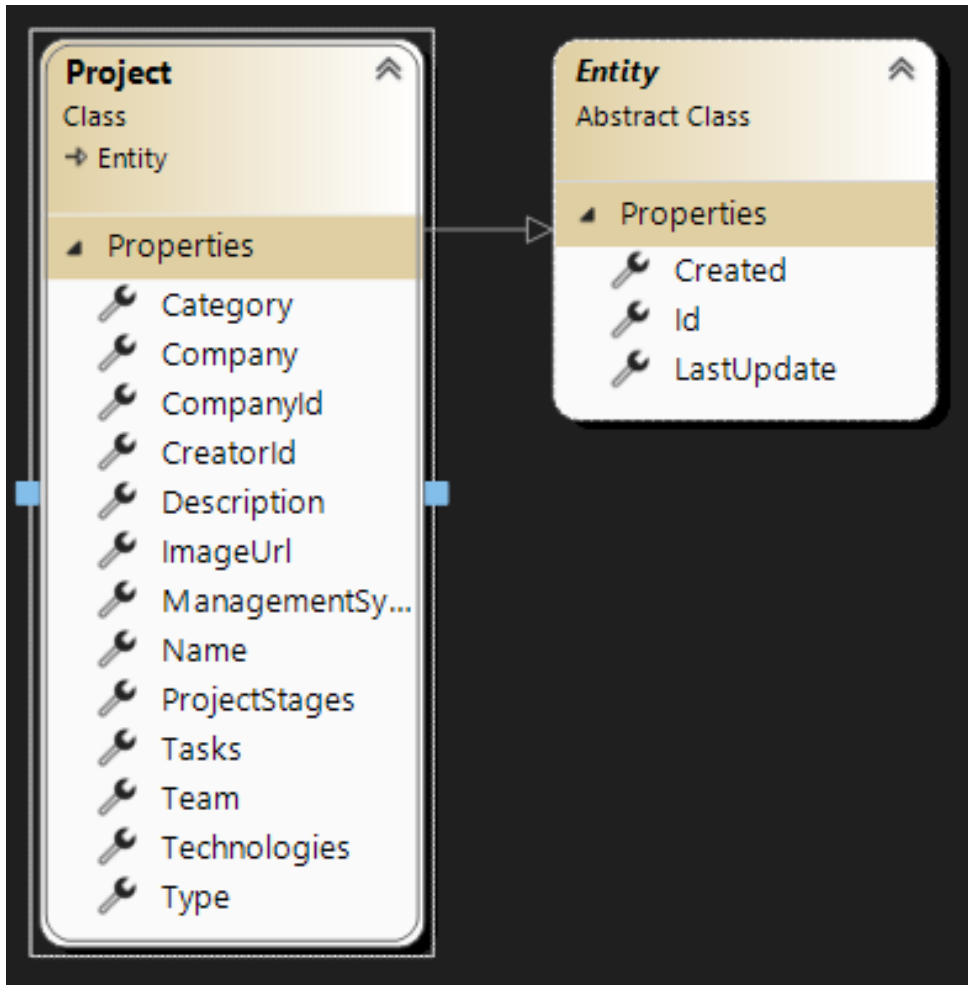 Project
Class
Entity
Properties
Category
Company
CompanyId
CreatorId
Description
ImageUrl
ManagementSy...
Name
ProjectStages
Tasks
Team
Technologies
Type
Entity
Abstract Class
Properties
Created
Id
LastUpdate